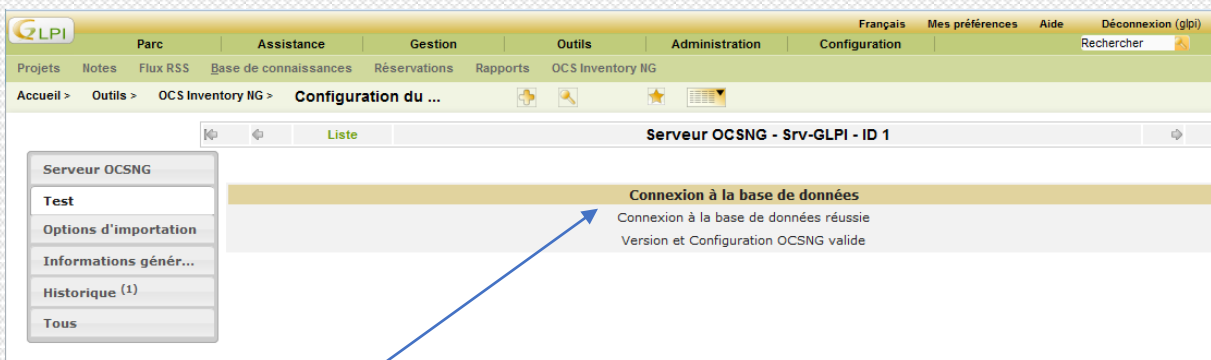 GLPI
Français Mes préférences Aide Déconnexion (glpi)
Parc Assistance Gestion Outils Administration Configuration Rechercher
Projets Notes Flux RSS Base de connaissances Réservations Rapports OCS Inventory NG
Accueil > Outils > OCS Inventory NG > Configuration du ...
Liste Serveur OCSNG - Srv-GLPI - ID 1
Serveur OCSNG
Test
Options d'importation
Informations génér...
Historique (1)
Tous
Connexion à la base de données
Connexion à la base de données réussie
Version et Configuration OCSNG valide